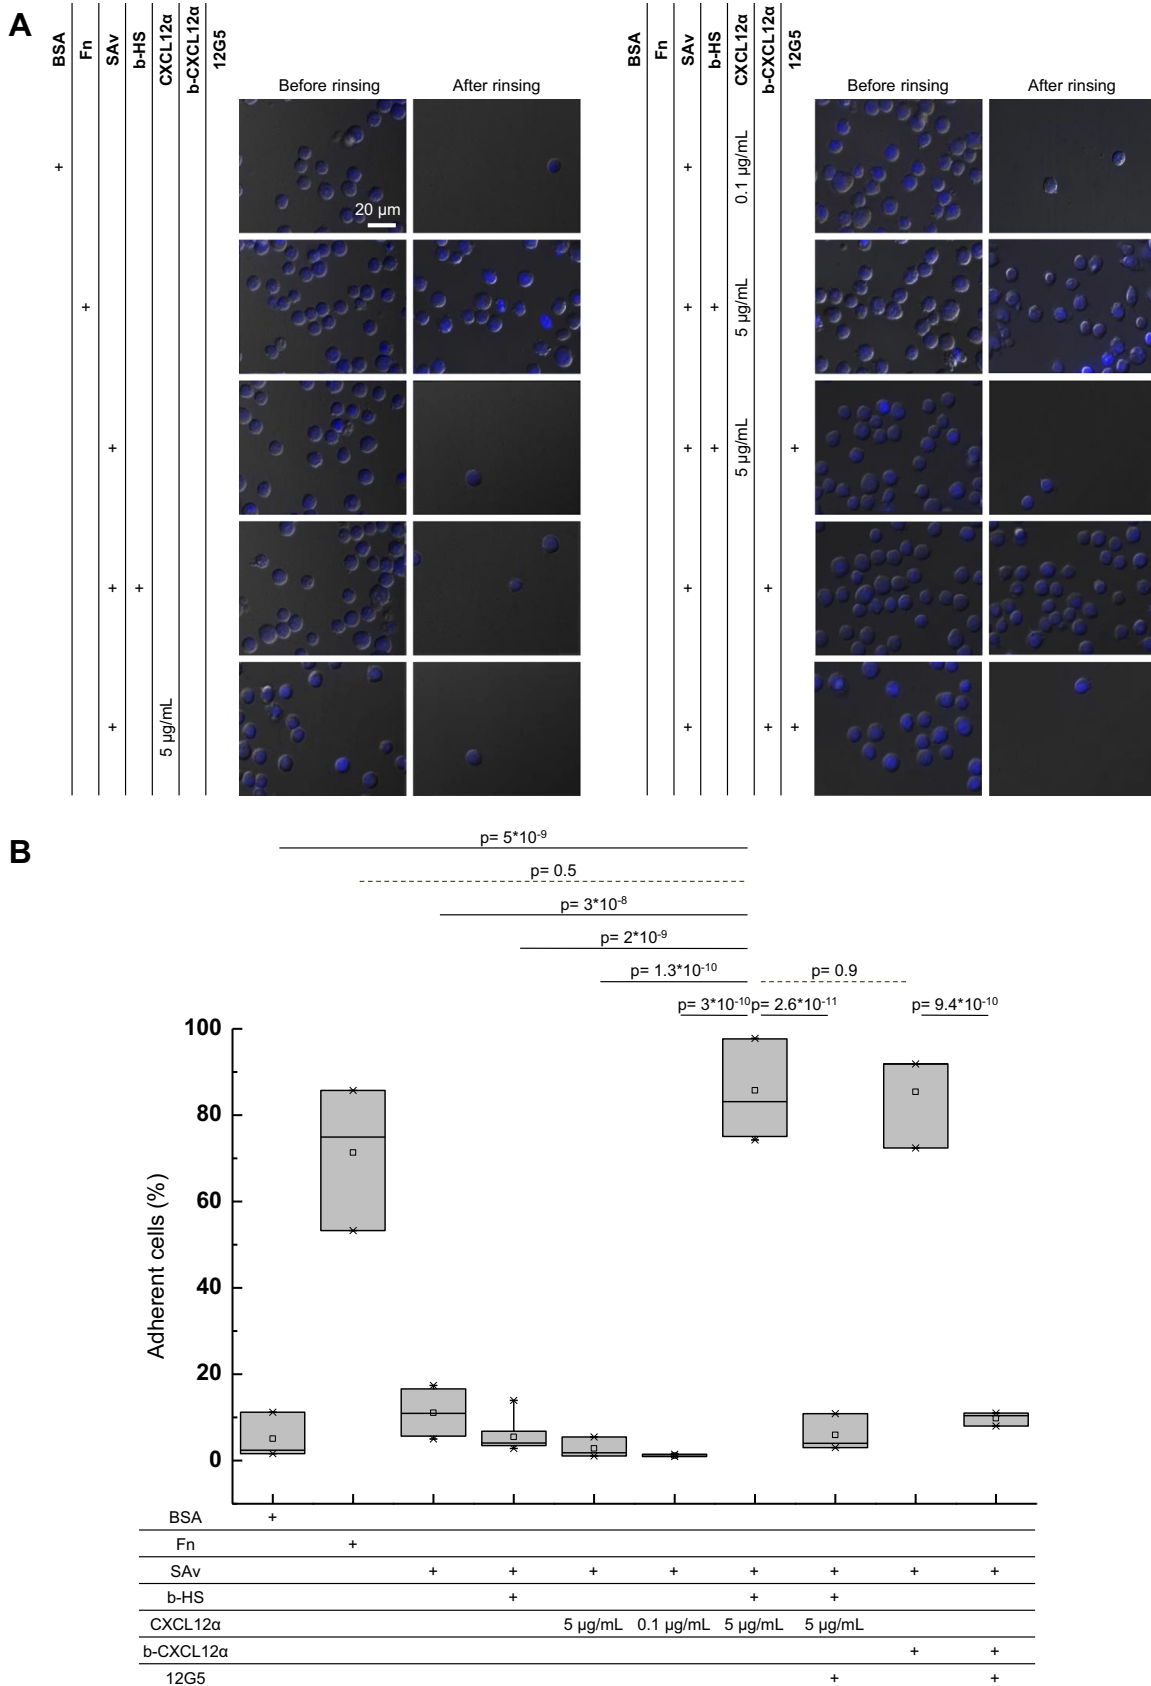 A
BSA
Fn
SAv
b-HS
CXCL12α
b-CXCL12α
12G5
Before rinsing
After rinsing
+
20 µm
+
+
+ +
+
5 µg/mL
BSA
Fn
SAv
b-HS
CXCL12α
b-CXCL12α
12G5
Before rinsing
After rinsing
+
0.1 µg/mL
+ +
5 µg/mL
+ +
5 µg/mL
+
+ +
+ + +
B
p= 5*10-9
p= 0.5
p= 3*10-8
p= 2*10-9
p= 1.3*10-10 p= 0.9
p= 3*10-10 p= 2.6*10-11 p= 9.4*10-10
100
80
60
40
20
0
Adherent cells (%)
BSA +
Fn +
SAv + + + + + + + +
b-HS + + +
CXCL12α 5 µg/mL 0.1 µg/mL 5 µg/mL 5 µg/mL
b-CXCL12α + +
12G5 + +